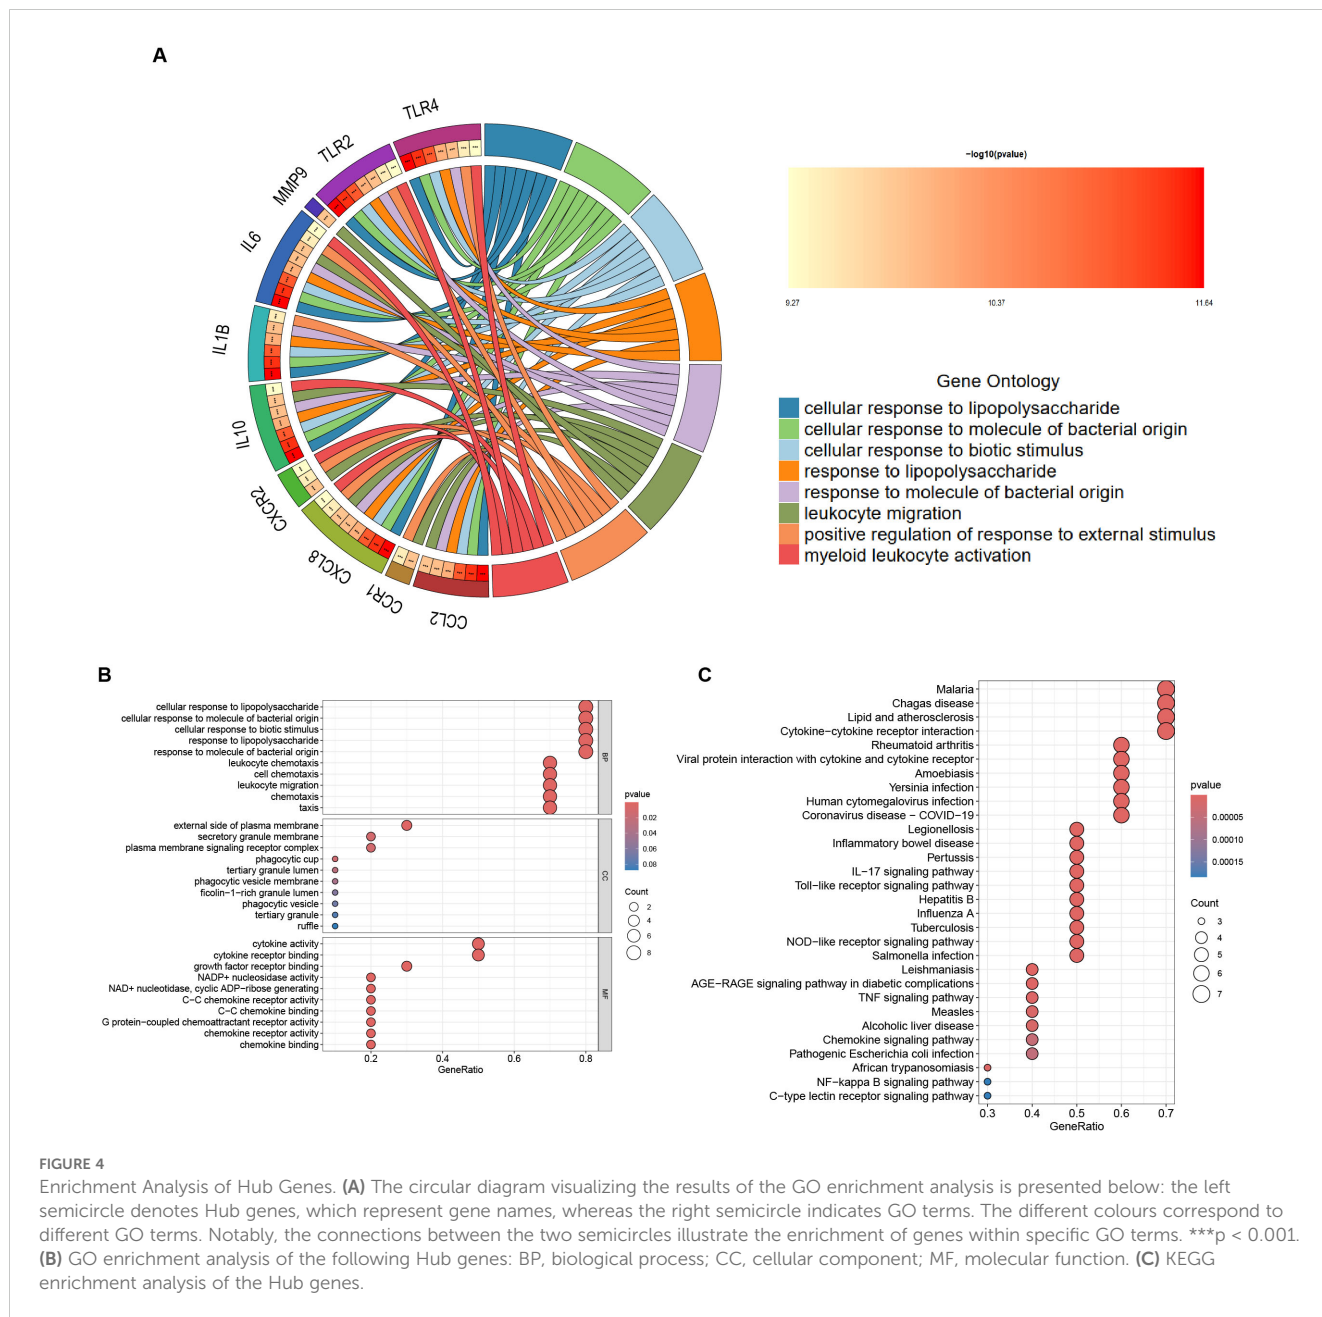 A
TLR4
TLR2
MMP9
IL6
IL1B
IL10
CXCR2
CXCL8
CCR1
CCL2
−log10(pvalue)
9.27 10.37 11.64
Gene Ontology
cellular response to lipopolysaccharide
cellular response to molecule of bacterial origin
cellular response to biotic stimulus
response to lipopolysaccharide
response to molecule of bacterial origin
leukocyte migration
positive regulation of response to external stimulus
myeloid leukocyte activation
B
cellular response to lipopolysaccharide
cellular response to molecule of bacterial origin
cellular response to biotic stimulus
response to lipopolysaccharide
response to molecule of bacterial origin
leukocyte chemotaxis
cell chemotaxis
leukocyte migration
chemotaxis
taxis
BP
external side of plasma membrane
secretory granule membrane
plasma membrane signaling receptor complex
phagocytic cup
tertiary granule lumen
phagocytic vesicle membrane
ficolin−1−rich granule lumen
phagocytic vesicle
tertiary granule
ruffle
CC
cytokine activity
cytokine receptor binding
growth factor receptor binding
NADP+ nucleosidase activity
NAD+ nucleotidase, cyclic ADP−ribose generating
C−C chemokine receptor activity
C−C chemokine binding
G protein−coupled chemoattractant receptor activity
chemokine receptor activity
chemokine binding
MF
0.2 0.4 0.6 0.8
GeneRatio
pvalue
0.02
0.04
0.06
0.08
Count
2
4
6
8
C
Malaria
Chagas disease
Lipid and atherosclerosis
Cytokine−cytokine receptor interaction
Rheumatoid arthritis
Viral protein interaction with cytokine and cytokine receptor
Amoebiasis
Yersinia infection
Human cytomegalovirus infection
Coronavirus disease − COVID−19
Legionellosis
Inflammatory bowel disease
Pertussis
IL−17 signaling pathway
Toll−like receptor signaling pathway
Hepatitis B
Influenza A
Tuberculosis
NOD−like receptor signaling pathway
Salmonella infection
Leishmaniasis
AGE−RAGE signaling pathway in diabetic complications
TNF signaling pathway
Measles
Alcoholic liver disease
Chemokine signaling pathway
Pathogenic Escherichia coli infection
African trypanosomiasis
NF−kappa B signaling pathway
C−type lectin receptor signaling pathway
0.3 0.4 0.5 0.6 0.7
GeneRatio
pvalue
0.00005
0.00010
0.00015
Count
3
4
5
6
7
FIGURE 4
Enrichment Analysis of Hub Genes. (A) The circular diagram visualizing the results of the GO enrichment analysis is presented below: the left
semicircle denotes Hub genes, which represent gene names, whereas the right semicircle indicates GO terms. The different colours correspond to
different GO terms. Notably, the connections between the two semicircles illustrate the enrichment of genes within specific GO terms. ***p < 0.001.
(B) GO enrichment analysis of the following Hub genes: BP, biological process; CC, cellular component; MF, molecular function. (C) KEGG
enrichment analysis of the Hub genes.